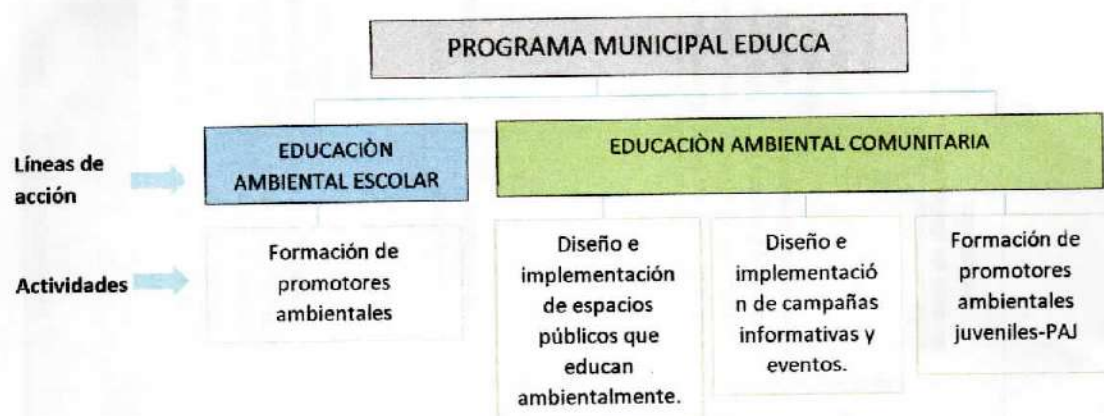 PROGRAMA MUNICIPAL EDUCCA
Líneas de
acción
EDUCACIÒN
AMBIENTAL ESCOLAR
EDUCACIÒN AMBIENTAL COMUNITARIA
Actividades
Formación de
promotores
ambientales
Diseño e
implementación
de espacios
públicos que
educan
ambientalmente.
Diseño e
implementació
n de campañas
informativas y
eventos.
Formación de
promotores
ambientales
juveniles-PAJ